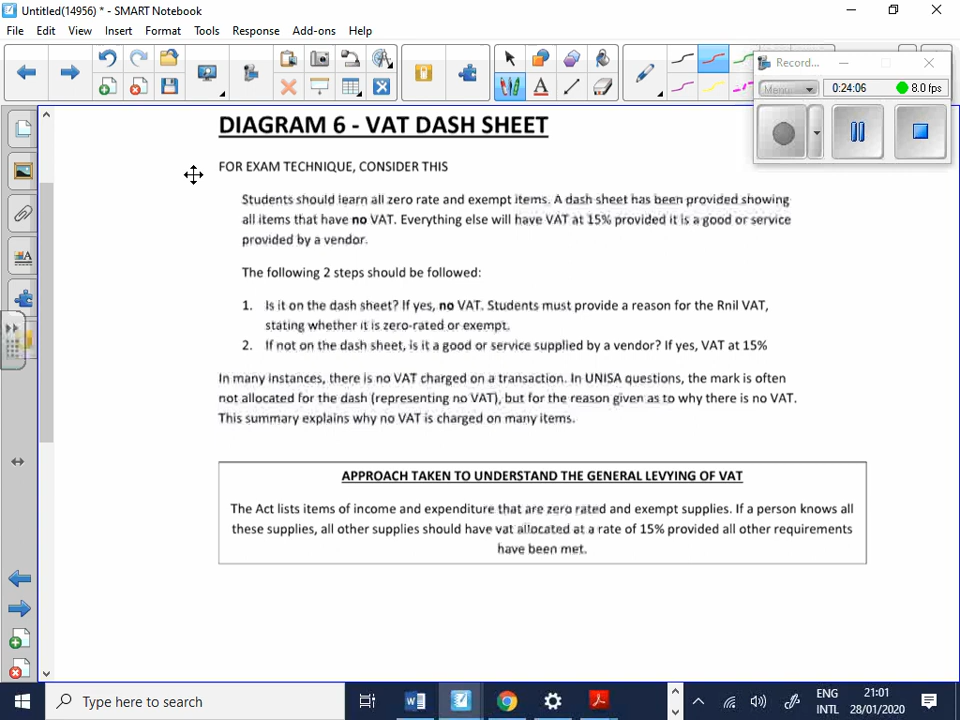 Untitled(14956) * - SMART Notebook
File Edit View Insert Format Tools Response Add-ons Help
Record...
Menu 0:24:06 8.0 fps
DIAGRAM 6 - VAT DASH SHEET
FOR EXAM TECHNIQUE, CONSIDER THIS
Students should learn all zero rate and exempt items. A dash sheet has been provided showing
all items that have no VAT. Everything else will have VAT at 15% provided it is a good or service
provided by a vendor.
The following 2 steps should be followed:
1. Is it on the dash sheet? If yes, no VAT. Students must provide a reason for the Rnil VAT,
stating whether it is zero-rated or exempt.
2. If not on the dash sheet, is it a good or service supplied by a vendor? If yes, VAT at 15%
In many instances, there is no VAT charged on a transaction. In UNISA questions, the mark is often
not allocated for the dash (representing no VAT), but for the reason given as to why there is no VAT.
This summary explains why no VAT is charged on many items.
APPROACH TAKEN TO UNDERSTAND THE GENERAL LEVYING OF VAT
The Act lists items of income and expenditure that are zero rated and exempt supplies. If a person knows all
these supplies, all other supplies should have vat allocated at a rate of 15% provided all other requirements
have been met.
Type here to search
ENG
INTL
21:01
28/01/2020